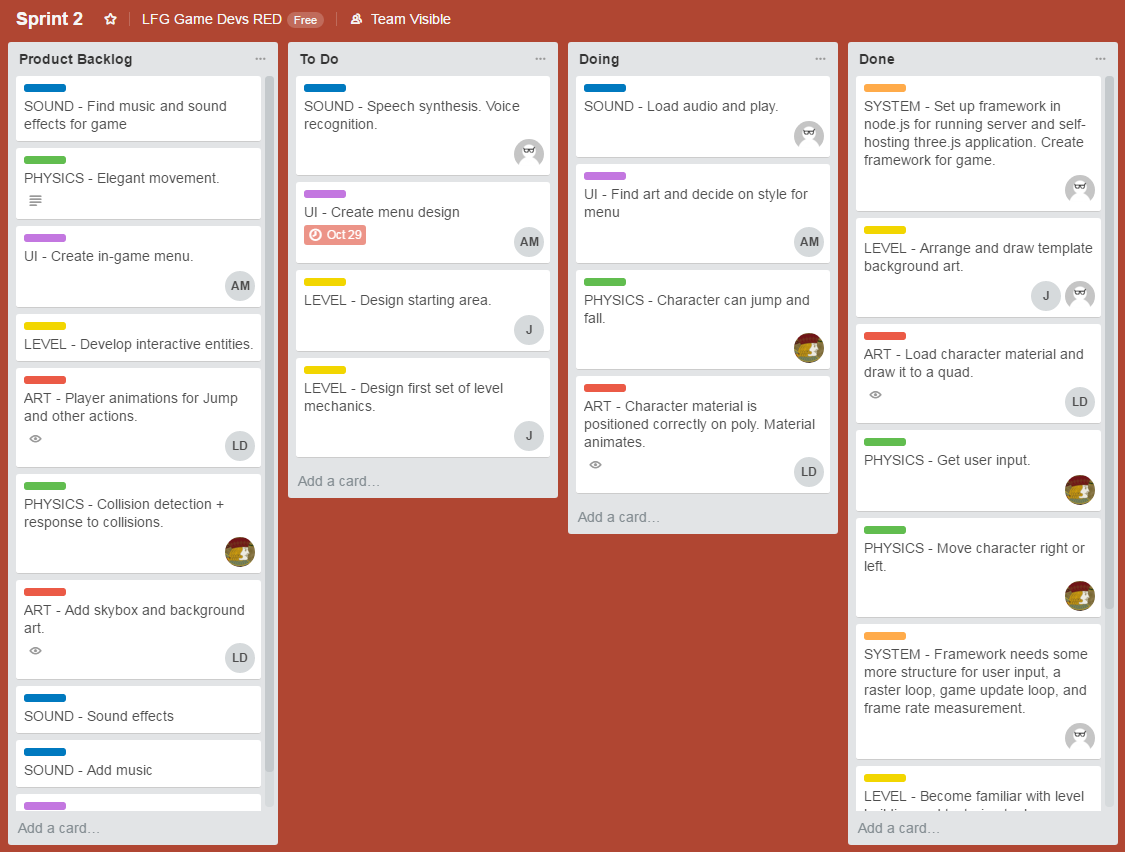 Sprint 2
LFG Game Devs RED
Free
Team Visible
Product Backlog
SOUND - Find music and sound
effects for game
PHYSICS - Elegant movement.
UI - Create in-game menu.
AM
LEVEL - Develop interactive entities.
ART - Player animations for Jump
and other actions.
LD
PHYSICS - Collision detection +
response to collisions.
ART - Add skybox and background
art.
LD
SOUND - Sound effects
SOUND - Add music
Add a card…
To Do
SOUND - Speech synthesis. Voice
recognition.
UI - Create menu design
Oct 29
AM
LEVEL - Design starting area.
J
LEVEL - Design first set of level
mechanics.
J
Add a card…
Doing
SOUND - Load audio and play.
UI - Find art and decide on style for
menu
AM
PHYSICS - Character can jump and
fall.
ART - Character material is
positioned correctly on poly. Material
animates.
LD
Add a card…
Done
SYSTEM - Set up framework in
node.js for running server and self-
hosting three.js application. Create
framework for game.
LEVEL - Arrange and draw template
background art.
J
ART - Load character material and
draw it to a quad.
LD
PHYSICS - Get user input.
PHYSICS - Move character right or
left.
SYSTEM - Framework needs some
more structure for user input, a
raster loop, game update loop, and
frame rate measurement.
LEVEL - Become familiar with level
Add a card…